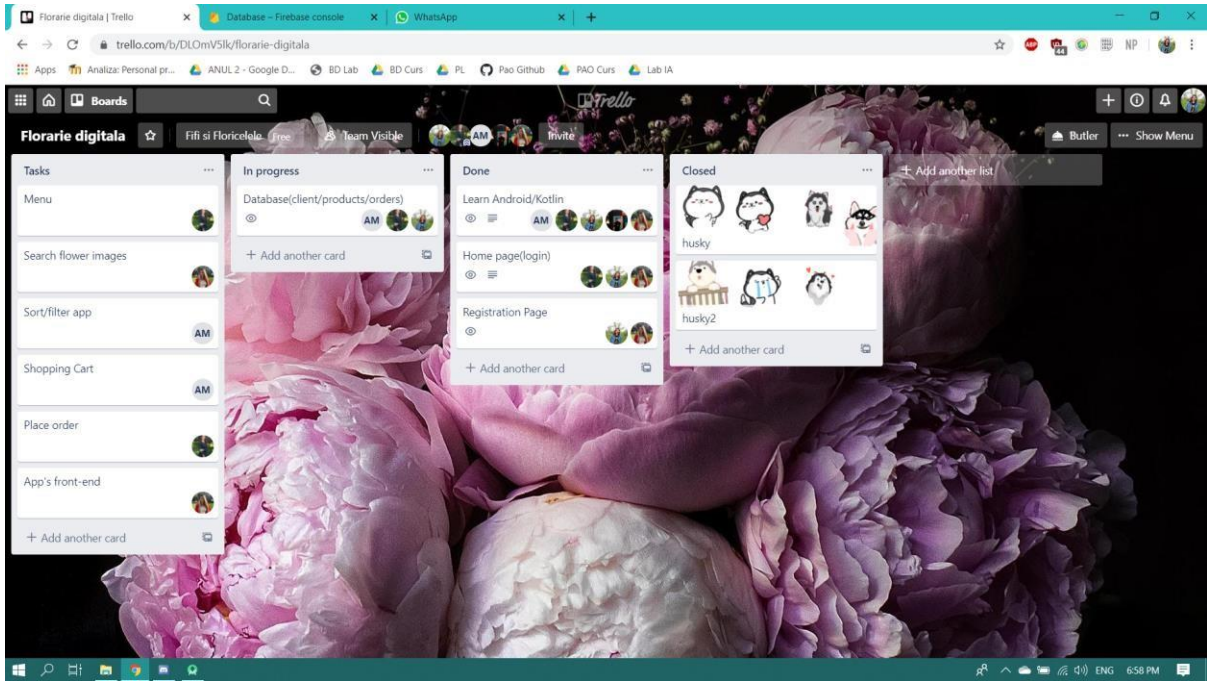 Florarie digitala | Trello
Database – Firebase console
WhatsApp
trello.com/b/DLOmV5lk/florarie-digitala
ABP
44
NP
Apps
Analiza: Personal pr...
ANUL 2 - Google D...
BD Lab
BD Curs
PL
Pao Github
PAO Curs
Lab IA
Boards
Trello
Florarie digitala
Fifi si Floricelele
Free
Team Visible
AM
Invite
Butler
Show Menu
Tasks
Menu
Search flower images
Sort/filter app
AM
Shopping Cart
AM
Place order
App's front-end
+ Add another card
In progress
Database(client/products/orders)
AM
+ Add another card
Done
Learn Android/Kotlin
AM
Home page(login)
Registration Page
+ Add another card
Closed
husky
husky2
+ Add another card
+ Add another list
ENG
6:58 PM